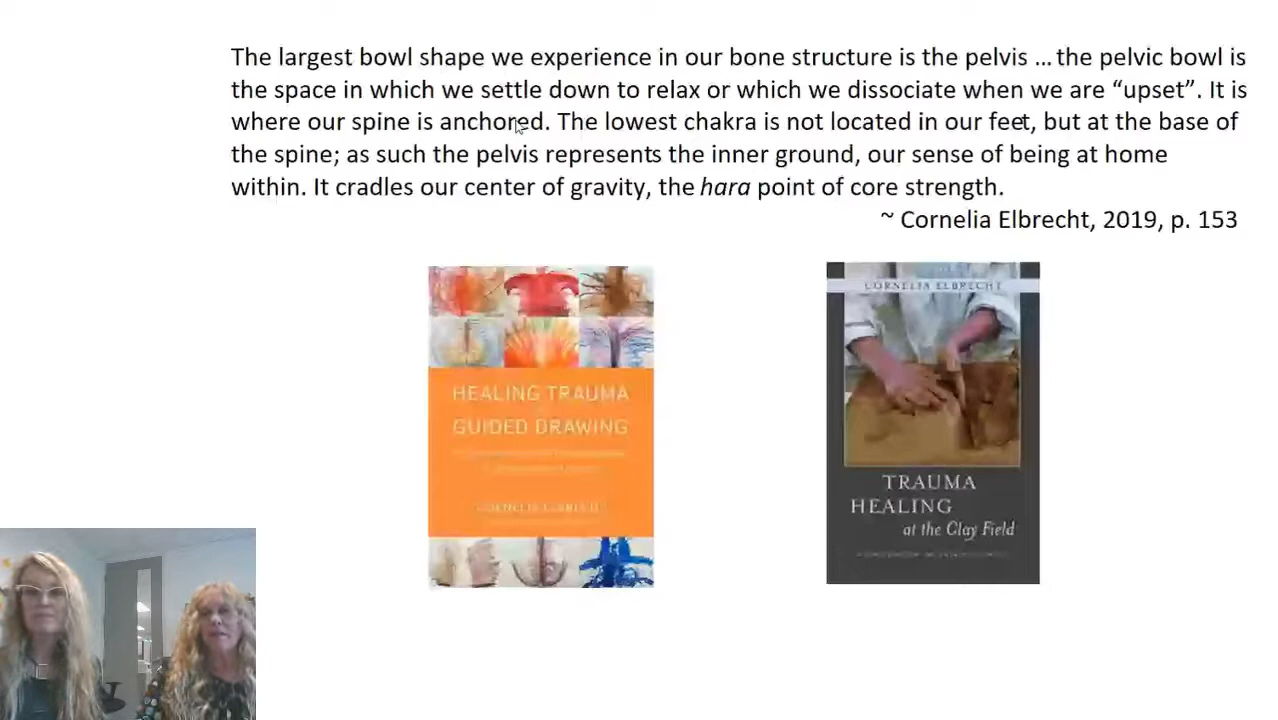 The largest bowl shape we experience in our bone structure is the pelvis … the pelvic bowl is
the space in which we settle down to relax or which we dissociate when we are “upset”. It is
where our spine is anchored. The lowest chakra is not located in our feet, but at the base of
the spine; as such the pelvis represents the inner ground, our sense of being at home
within. It cradles our center of gravity, the hara point of core strength.
~ Cornelia Elbrecht, 2019, p. 153
HEALING TRAUMA
GUIDED DRAWING
CORNELIA ELBRECHT
CORNELIA ELBRECHT
TRAUMA
HEALING
at the Clay Field